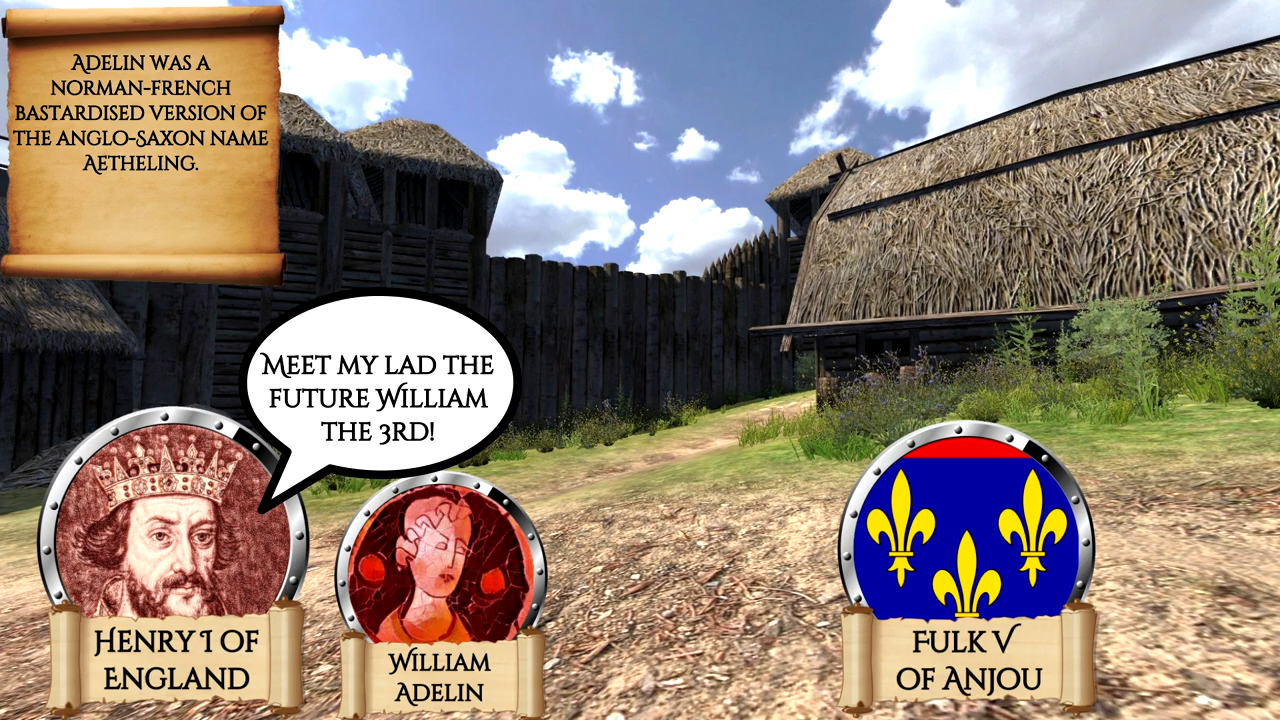 Adelin was a
Norman-French
bastardised version of
the Anglo-Saxon name
Aetheling.
Meet my lad the
future William
the 3rd!
Henry I of
England
William
Adelin
Fulk V
of Anjou